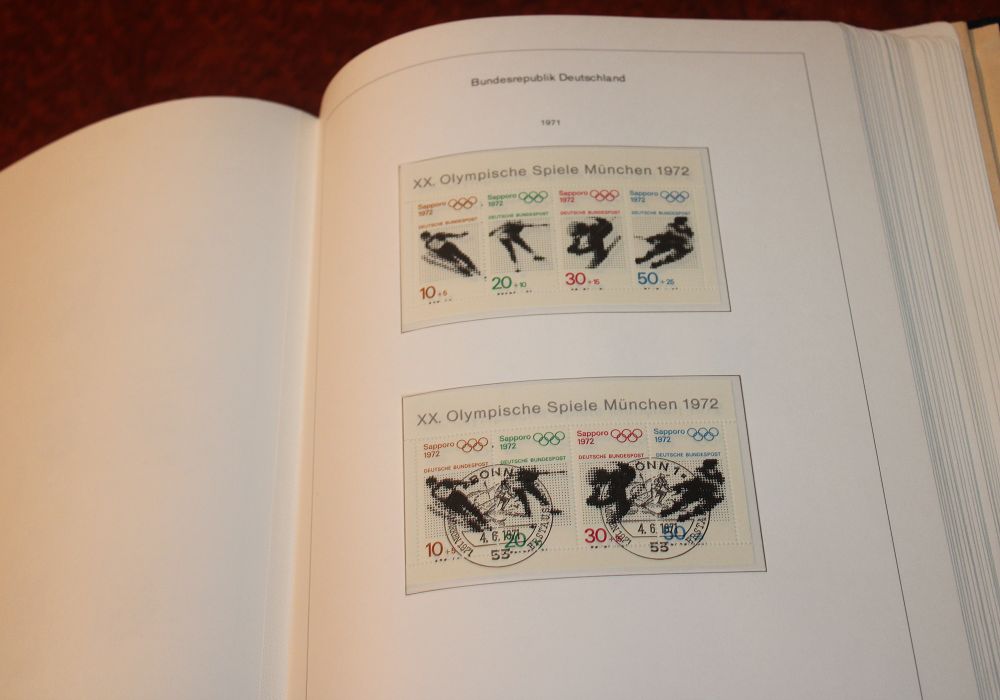 Bundesrepublik Deutschland
1971
XX. Olympische Spiele München 1972
Sapporo 1972
DEUTSCHE BUNDESPOST
10+5
Sapporo 1972
DEUTSCHE BUNDESPOST
20+10
Sapporo 1972
DEUTSCHE BUNDESPOST
30+15
Sapporo 1972
DEUTSCHE BUNDESPOST
50+25
XX. Olympische Spiele München 1972
Sapporo 1972
DEUTSCHE BUNDESPOST
10+5
Sapporo 1972
DEUTSCHE BUNDESPOST
20
Sapporo 1972
DEUTSCHE BUNDESPOST
30
Sapporo 1972
DEUTSCHE BUNDESPOST
50
BONN 1
4.6.1971
53
BONN 1
4.6.1971
53